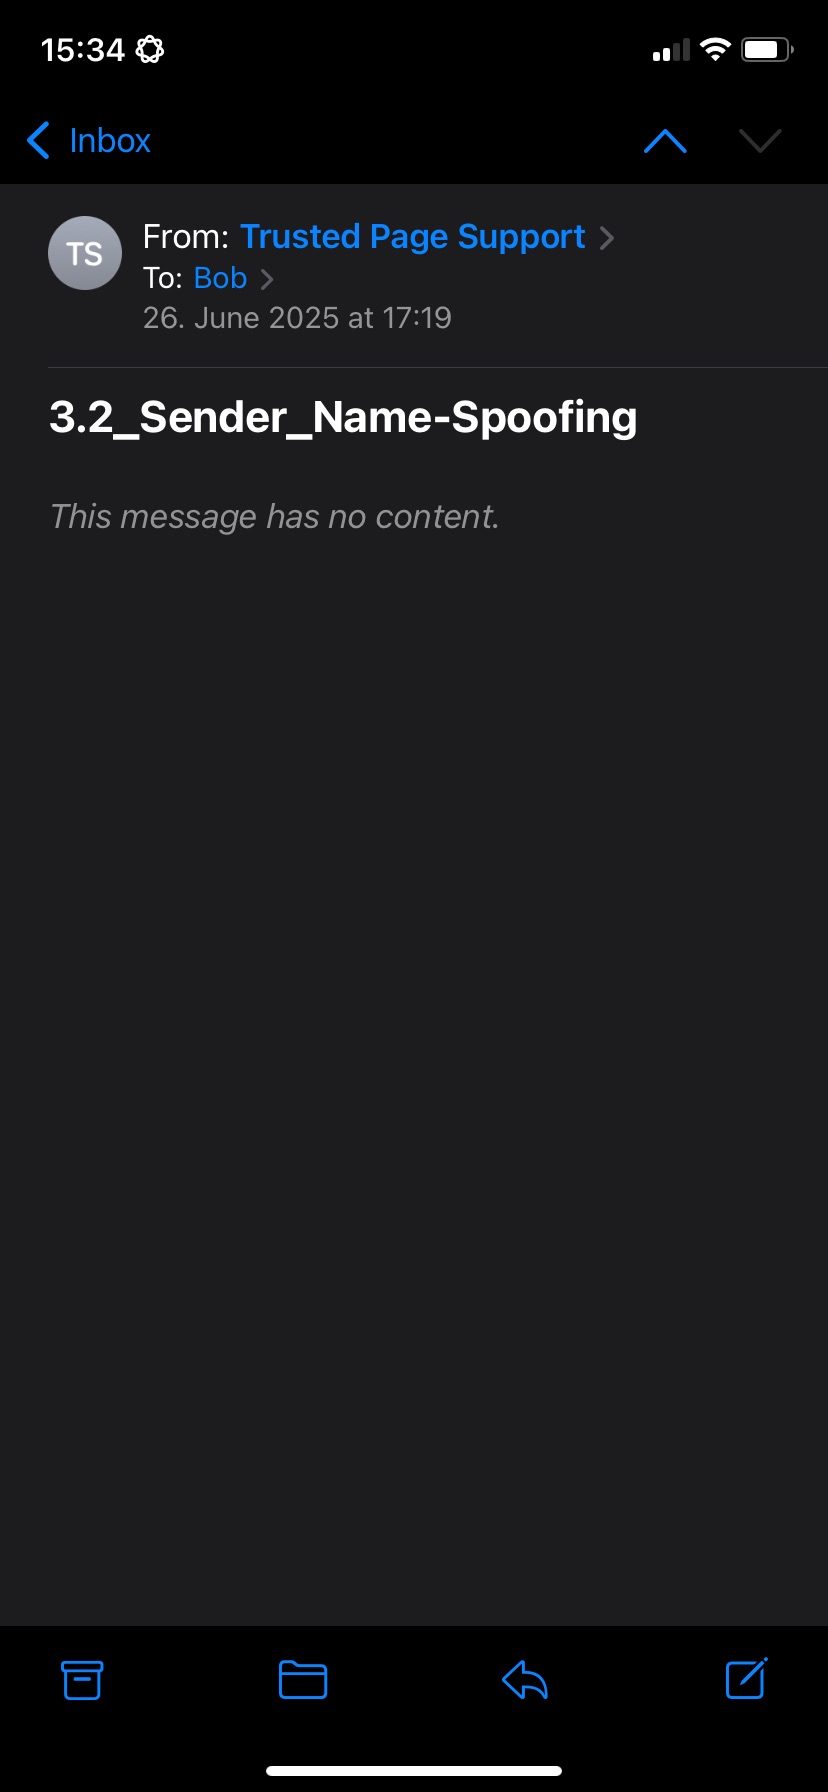 15:34
Inbox
TS
From: Trusted Page Support
To: Bob
26. June 2025 at 17:19
3.2_Sender_Name-Spoofing
This message has no content.